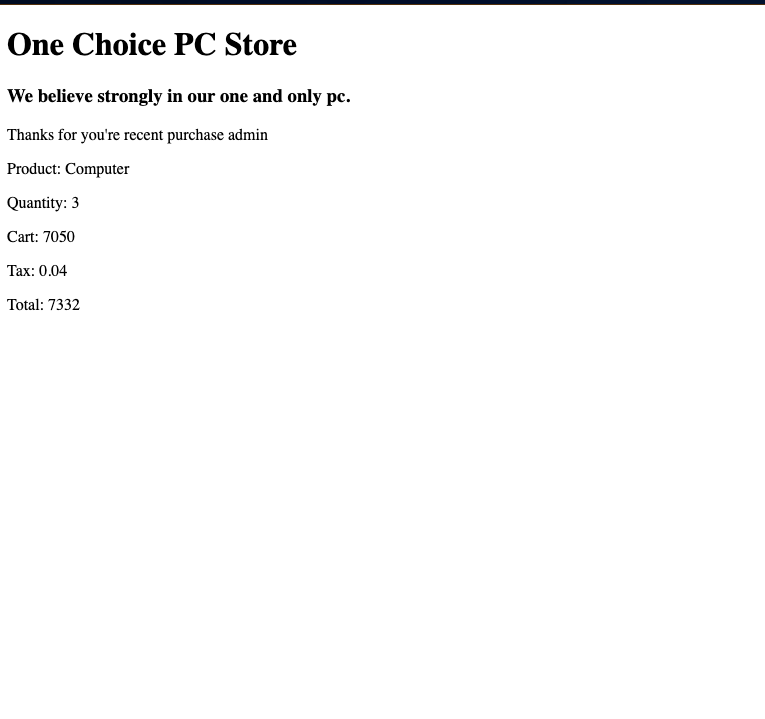 One Choice PC Store
We believe strongly in our one and only pc.
Thanks for you're recent purchase admin
Product: Computer
Quantity: 3
Cart: 7050
Tax: 0.04
Total: 7332